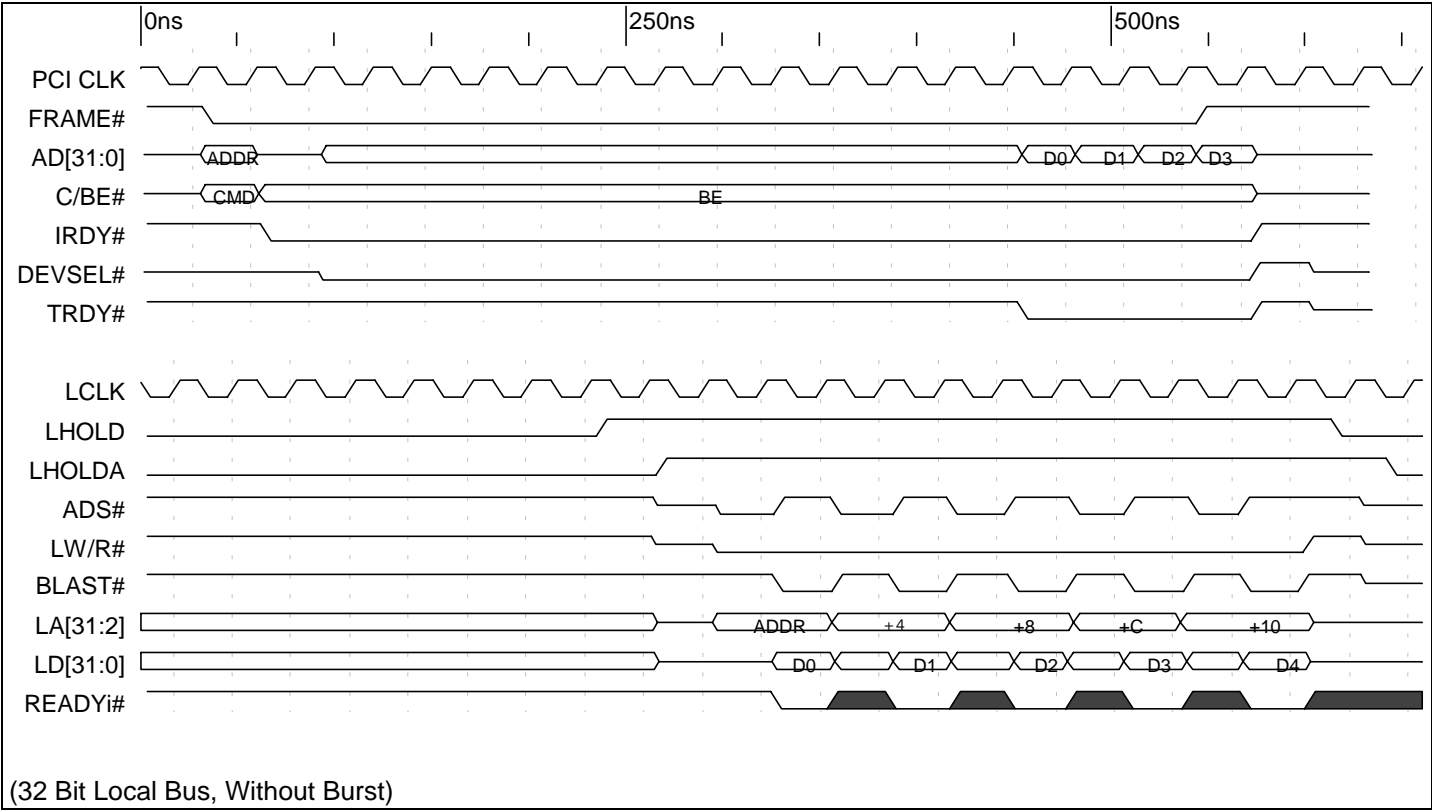 0ns 250ns 500ns
PCI CLK
FRAME#
AD[31:0] ADDR D0 D1 D2 D3
C/BE# CMD BE
IRDY#
DEVSEL#
TRDY#
LCLK
LHOLD
LHOLDA
ADS#
LW/R#
BLAST#
LA[31:2] ADDR +4 +8 +C +10
LD[31:0] D0 D1 D2 D3 D4
READYi#
(32 Bit Local Bus, Without Burst)